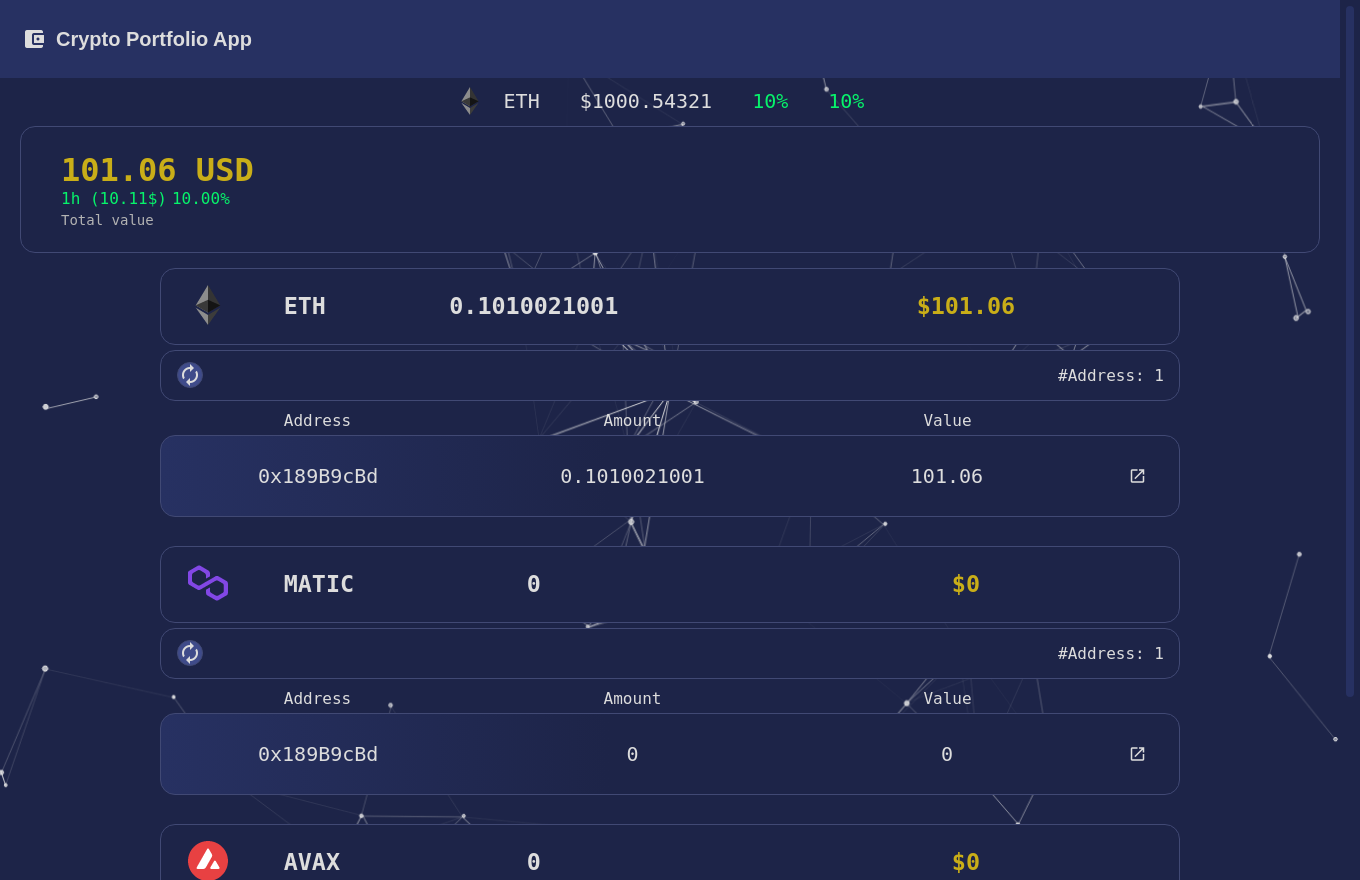 Crypto Portfolio App
ETH $1000.54321 10% 10%
101.06 USD
1h (10.11$) 10.00%
Total value
ETH 0.1010021001 $101.06
#Address: 1
Address Amount Value
0x189B9cBd 0.1010021001 101.06
MATIC 0 $0
#Address: 1
Address Amount Value
0x189B9cBd 0 0
AVAX 0 $0